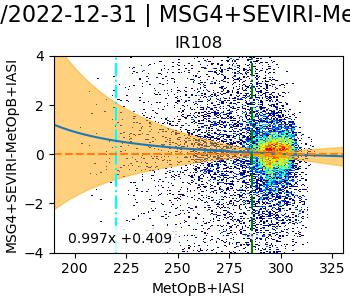 /2022-12-31 | MSG4+SEVIRI-Me
IR108
MSG4+SEVIRI-MetOpB+IASI
4
2
0
−2
−4
0.997x +0.409
200 225 250 275 300 325
MetOpB+IASI